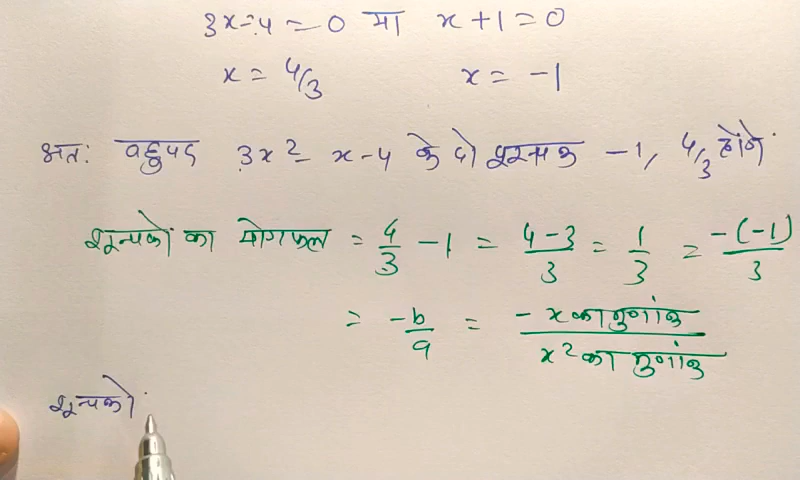 3x-4 = 0 या x+1=0
x = 4/3 x = -1
अतः बहुपद 3x²- x-4 के दो शून्यक -1, 4/3 होंगे
शून्यकों का योगफल = 4/3 - 1 = 4-3/3 = 1/3 = -(-1)/3
= -b/a = - x का गुणांक/x² का गुणांक
शून्यकों